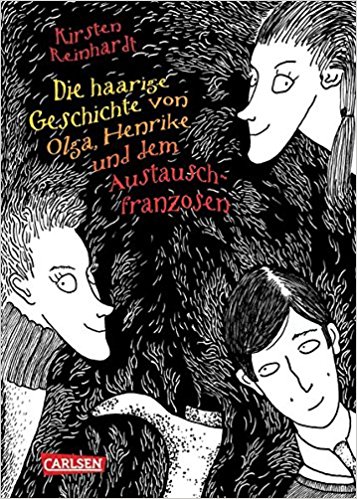 Kirsten
Reinhardt
Die haarige
Geschichte von
Olga, Henrike
und dem
Austausch-
franzosen
CARLSEN